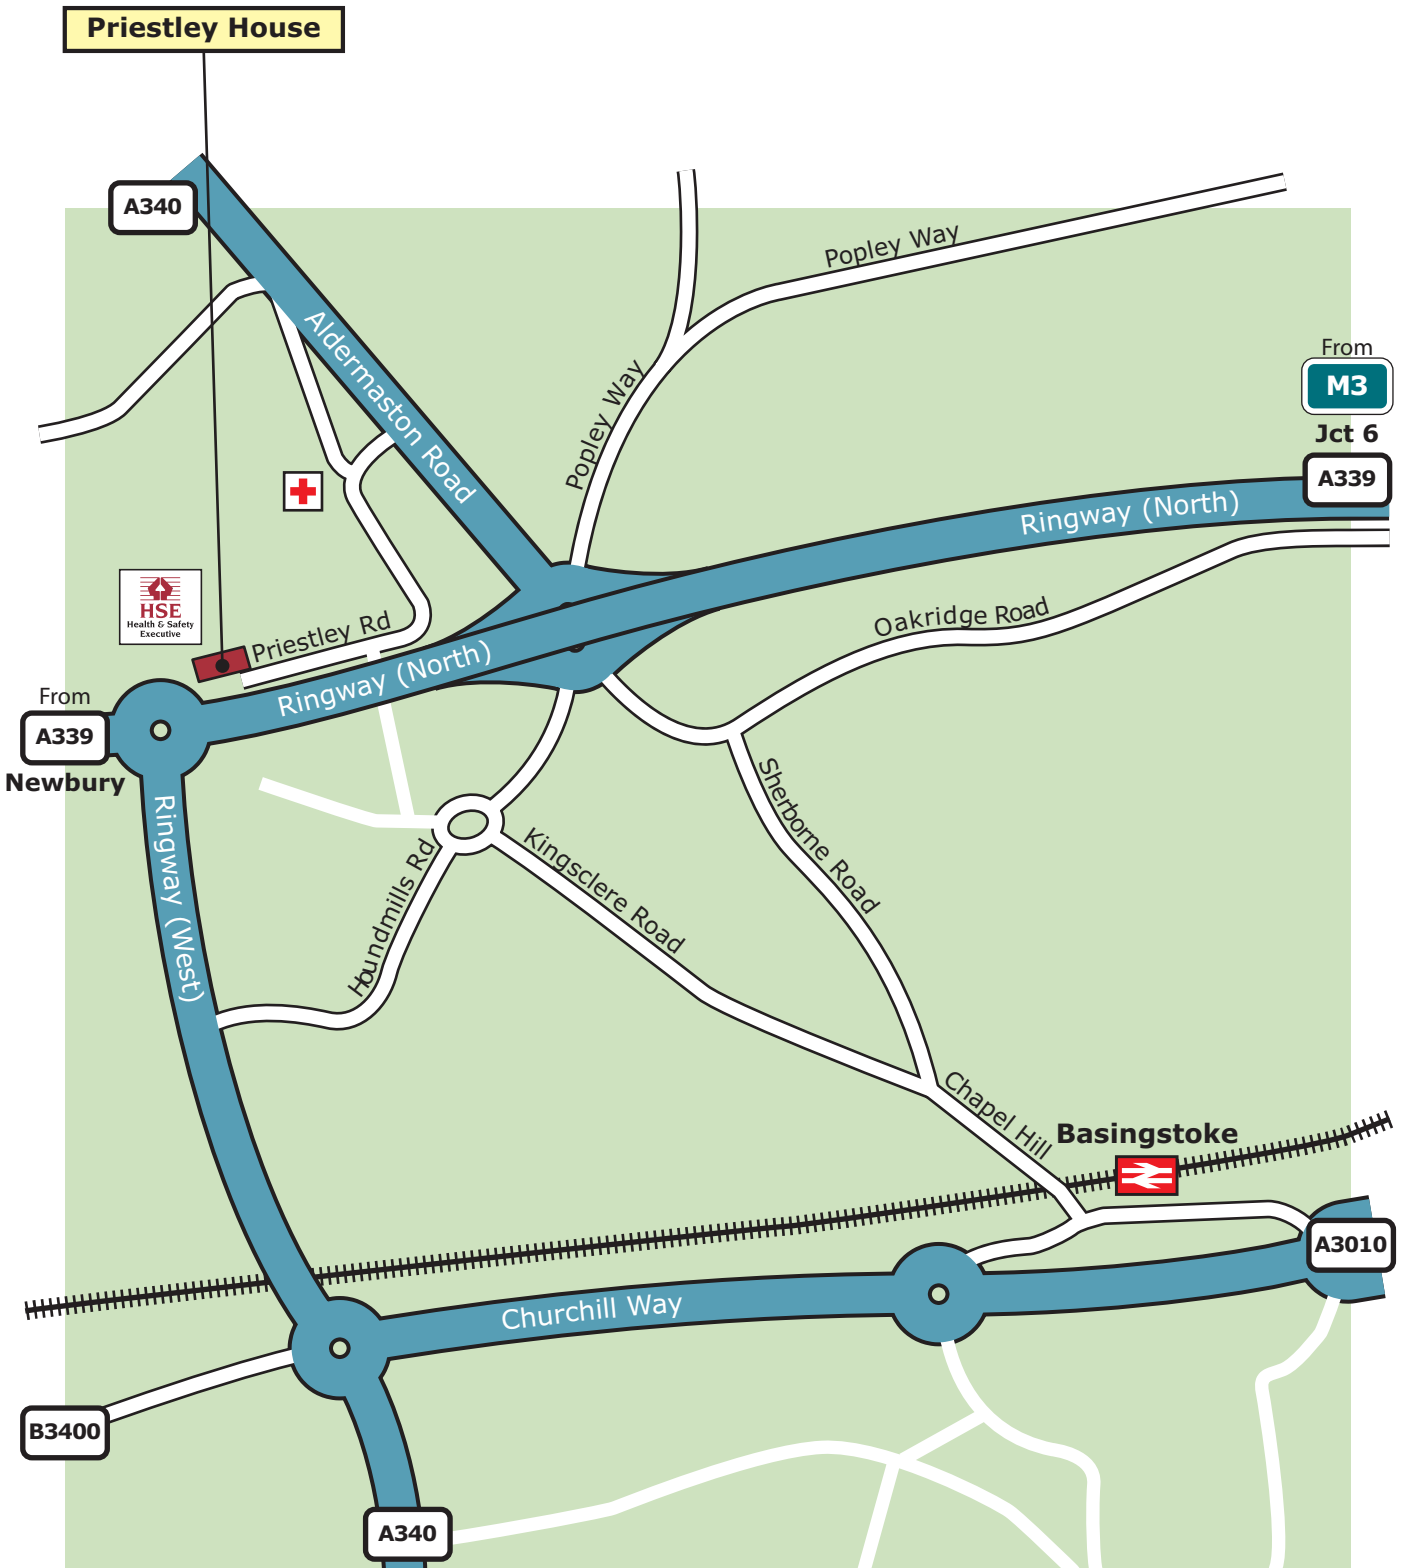 Priestley House
A340
Popley Way
From
M3
Jct 6
A339
Aldermaston Road
Popley Way
Ringway (North)
HSE
Health & Safety
Executive
Priestley Rd
Oakridge Road
Ringway (North)
From
A339
Newbury
Ringway (West)
Sherborne Road
Kingsclere Road
Houndmills Rd
Chapel Hill
Basingstoke
A3010
Churchill Way
B3400
A340